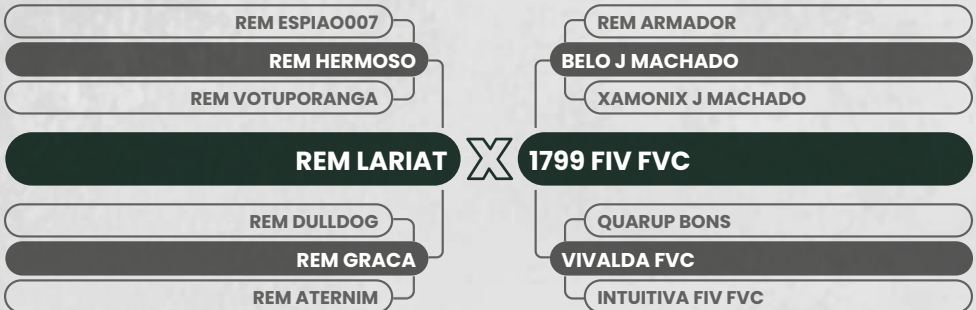 REM ESPIAO007
REM HERMOSO
REM VOTUPORANGA
REM LARIAT
REM DULLDOG
REM GRACA
REM ATERNIM
X
REM ARMADOR
BELO J MACHADO
XAMONIX J MACHADO
1799 FIV FVC
QUARUP BONS
VIVALDA FVC
INTUITIVA FIV FVC